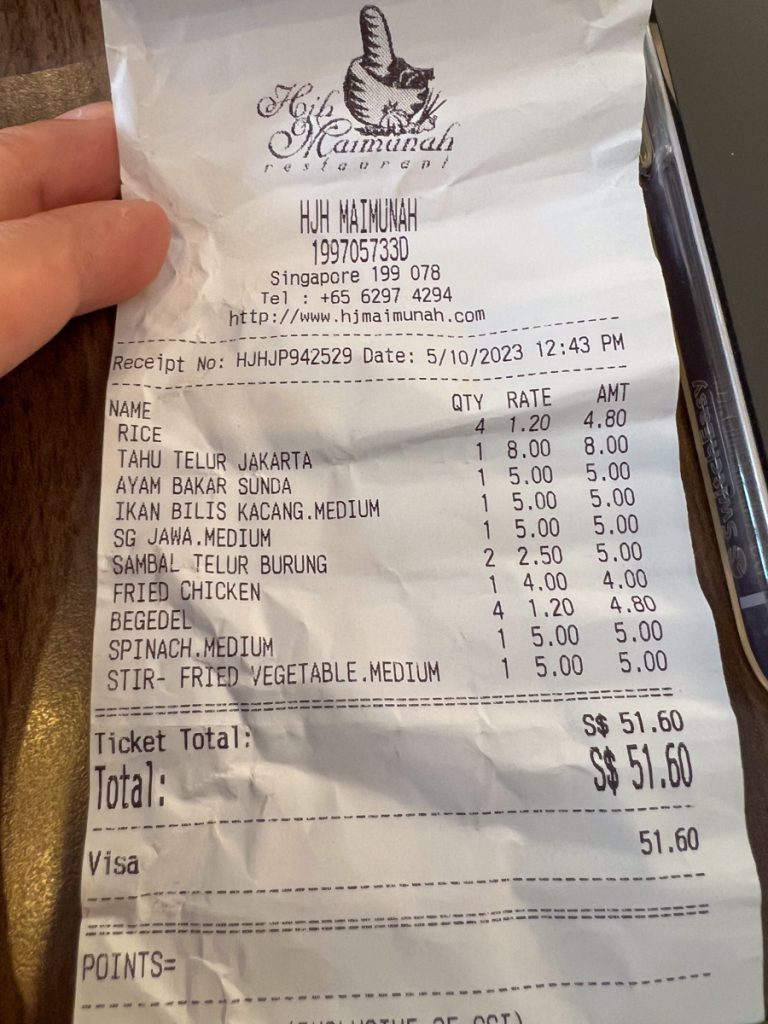 Hjh
Maimunah
restaurant
HJH MAIMUNAH
199705733D
Singapore 199 078
Tel : +65 6297 4294
http://www.hjmaimunah.com
Receipt No: HJHJP942529 Date: 5/10/2023 12:43 PM
NAME QTY RATE AMT
RICE 4 1.20 4.80
TAHU TELUR JAKARTA 1 8.00 8.00
AYAM BAKAR SUNDA 1 5.00 5.00
IKAN BILIS KACANG.MEDIUM 1 5.00 5.00
SG JAWA.MEDIUM 1 5.00 5.00
SAMBAL TELUR BURUNG 2 2.50 5.00
FRIED CHICKEN 1 4.00 4.00
BEGEDEL 4 1.20 4.80
SPINACH.MEDIUM 1 5.00 5.00
STIR- FRIED VEGETABLE.MEDIUM 1 5.00 5.00
Ticket Total: S$ 51.60
Total: S$ 51.60
Visa 51.60
POINTS=